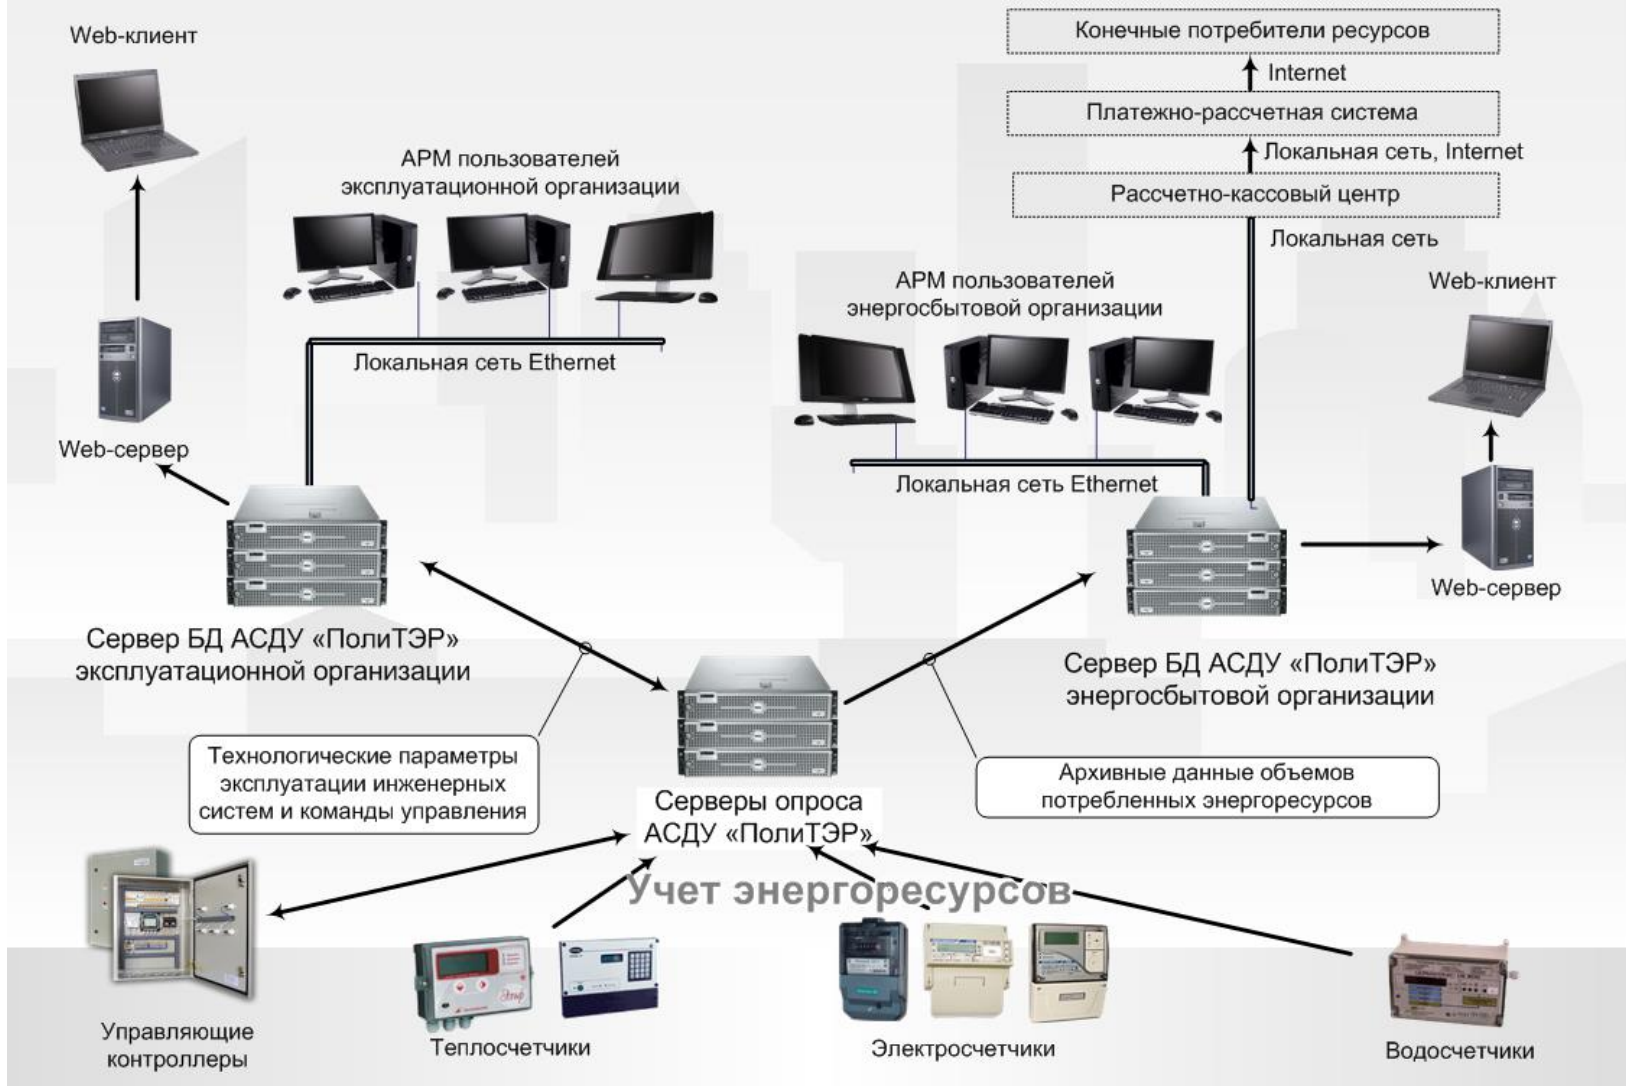 Web-клиент
Конечные потребители ресурсов
Internet
Платежно-рассчетная система
Локальная сеть, Internet
Рассчетно-кассовый центр
Локальная сеть
АРМ пользователей
эксплуатационной организации
Локальная сеть Ethernet
АРМ пользователей
энергосбытовой организации
Локальная сеть Ethernet
Web-клиент
Web-сервер
Web-сервер
Сервер БД АСДУ «ПолиТЭР»
эксплуатационной организации
Сервер БД АСДУ «ПолиТЭР»
энергосбытовой организации
Технологические параметры
эксплуатации инженерных
систем и команды управления
Архивные данные объемов
потребленных энергоресурсов
Серверы опроса
АСДУ «ПолиТЭР»
Учет энергоресурсов
Управляющие
контроллеры
Теплосчетчики
Электросчетчики
Водосчетчики